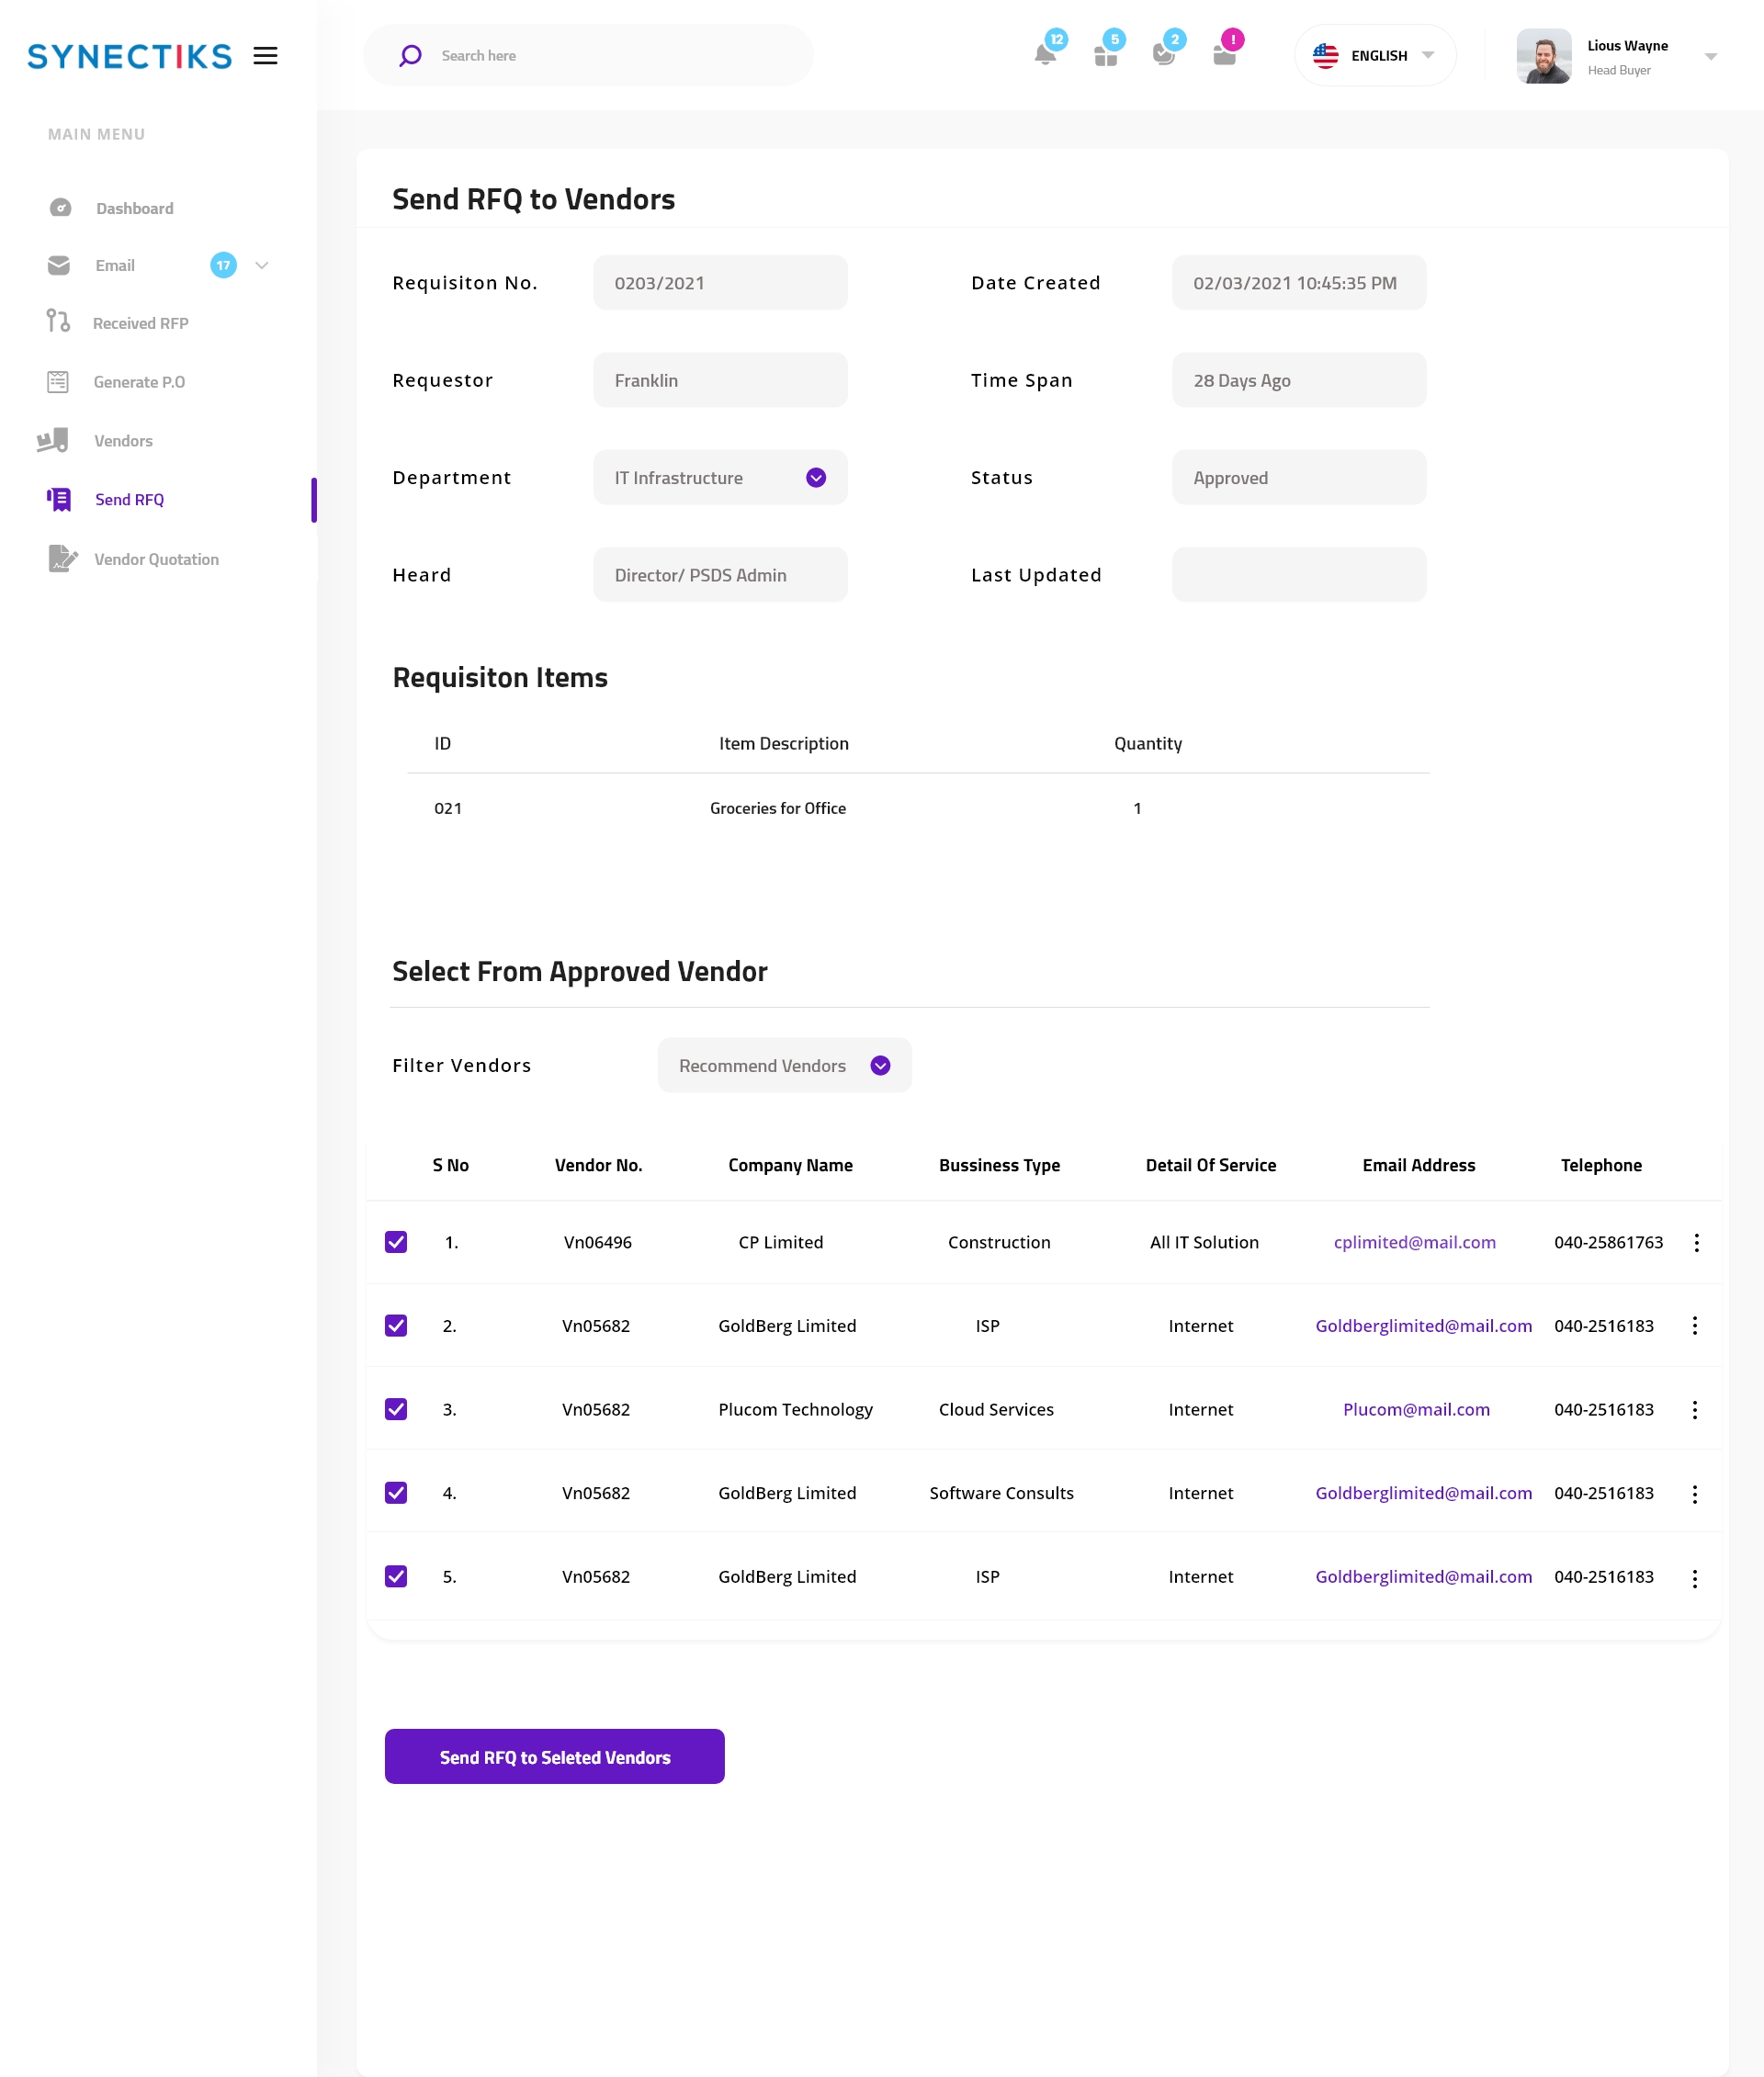 SYNECTIKS
Search here
12
5
2
!
ENGLISH
Lious Wayne
Head Buyer
MAIN MENU
Dashboard
Email 17
Received RFP
Generate P.O
Vendors
Send RFQ
Vendor Quotation
Send RFQ to Vendors
Requisiton No. 0203/2021 Date Created 02/03/2021 10:45:35 PM
Requestor Franklin Time Span 28 Days Ago
Department IT Infrastructure Status Approved
Heard Director/ PSDS Admin Last Updated
Requisiton Items
ID Item Description Quantity
021 Groceries for Office 1
Select From Approved Vendor
Filter Vendors Recommend Vendors
S No Vendor No. Company Name Bussiness Type Detail Of Service Email Address Telephone
1. Vn06496 CP Limited Construction All IT Solution cplimited@mail.com 040-25861763
2. Vn05682 GoldBerg Limited ISP Internet Goldberglimited@mail.com 040-2516183
3. Vn05682 Plucom Technology Cloud Services Internet Plucom@mail.com 040-2516183
4. Vn05682 GoldBerg Limited Software Consults Internet Goldberglimited@mail.com 040-2516183
5. Vn05682 GoldBerg Limited ISP Internet Goldberglimited@mail.com 040-2516183
Send RFQ to Seleted Vendors